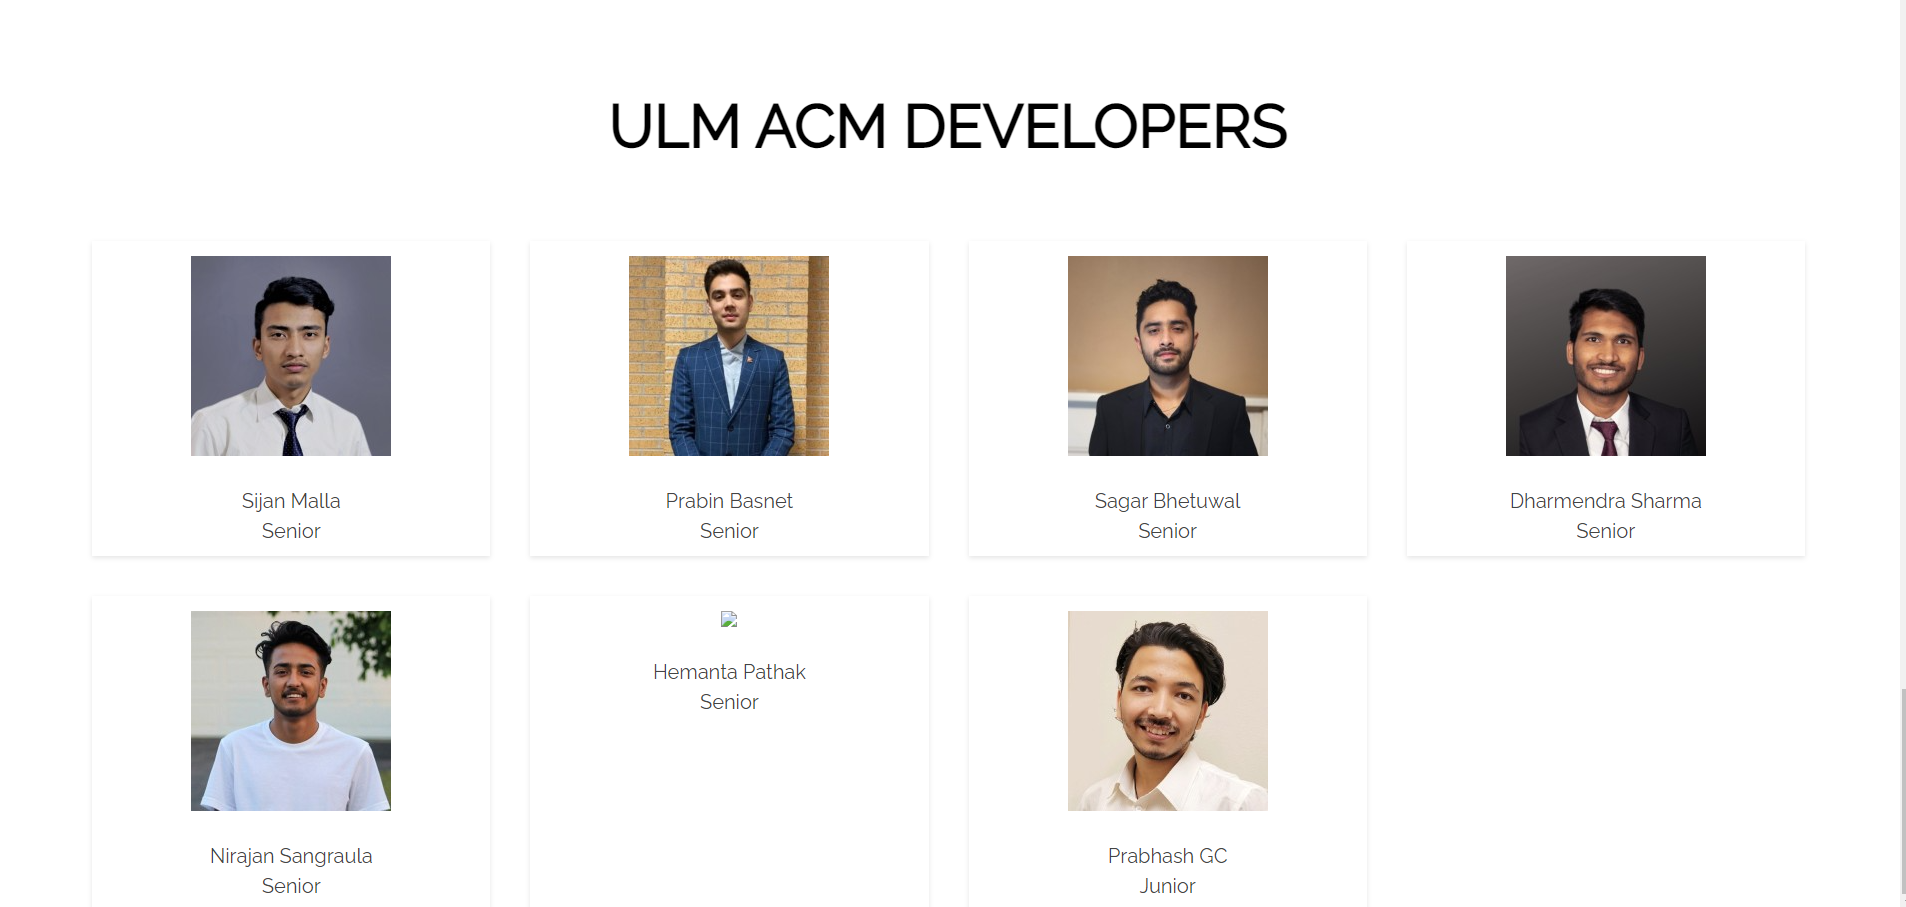 ULM ACM DEVELOPERS
Sijan Malla
Senior
Prabin Basnet
Senior
Sagar Bhetuwal
Senior
Dharmendra Sharma
Senior
Nirajan Sangraula
Senior
Hemanta Pathak
Senior
Prabhash GC
Junior